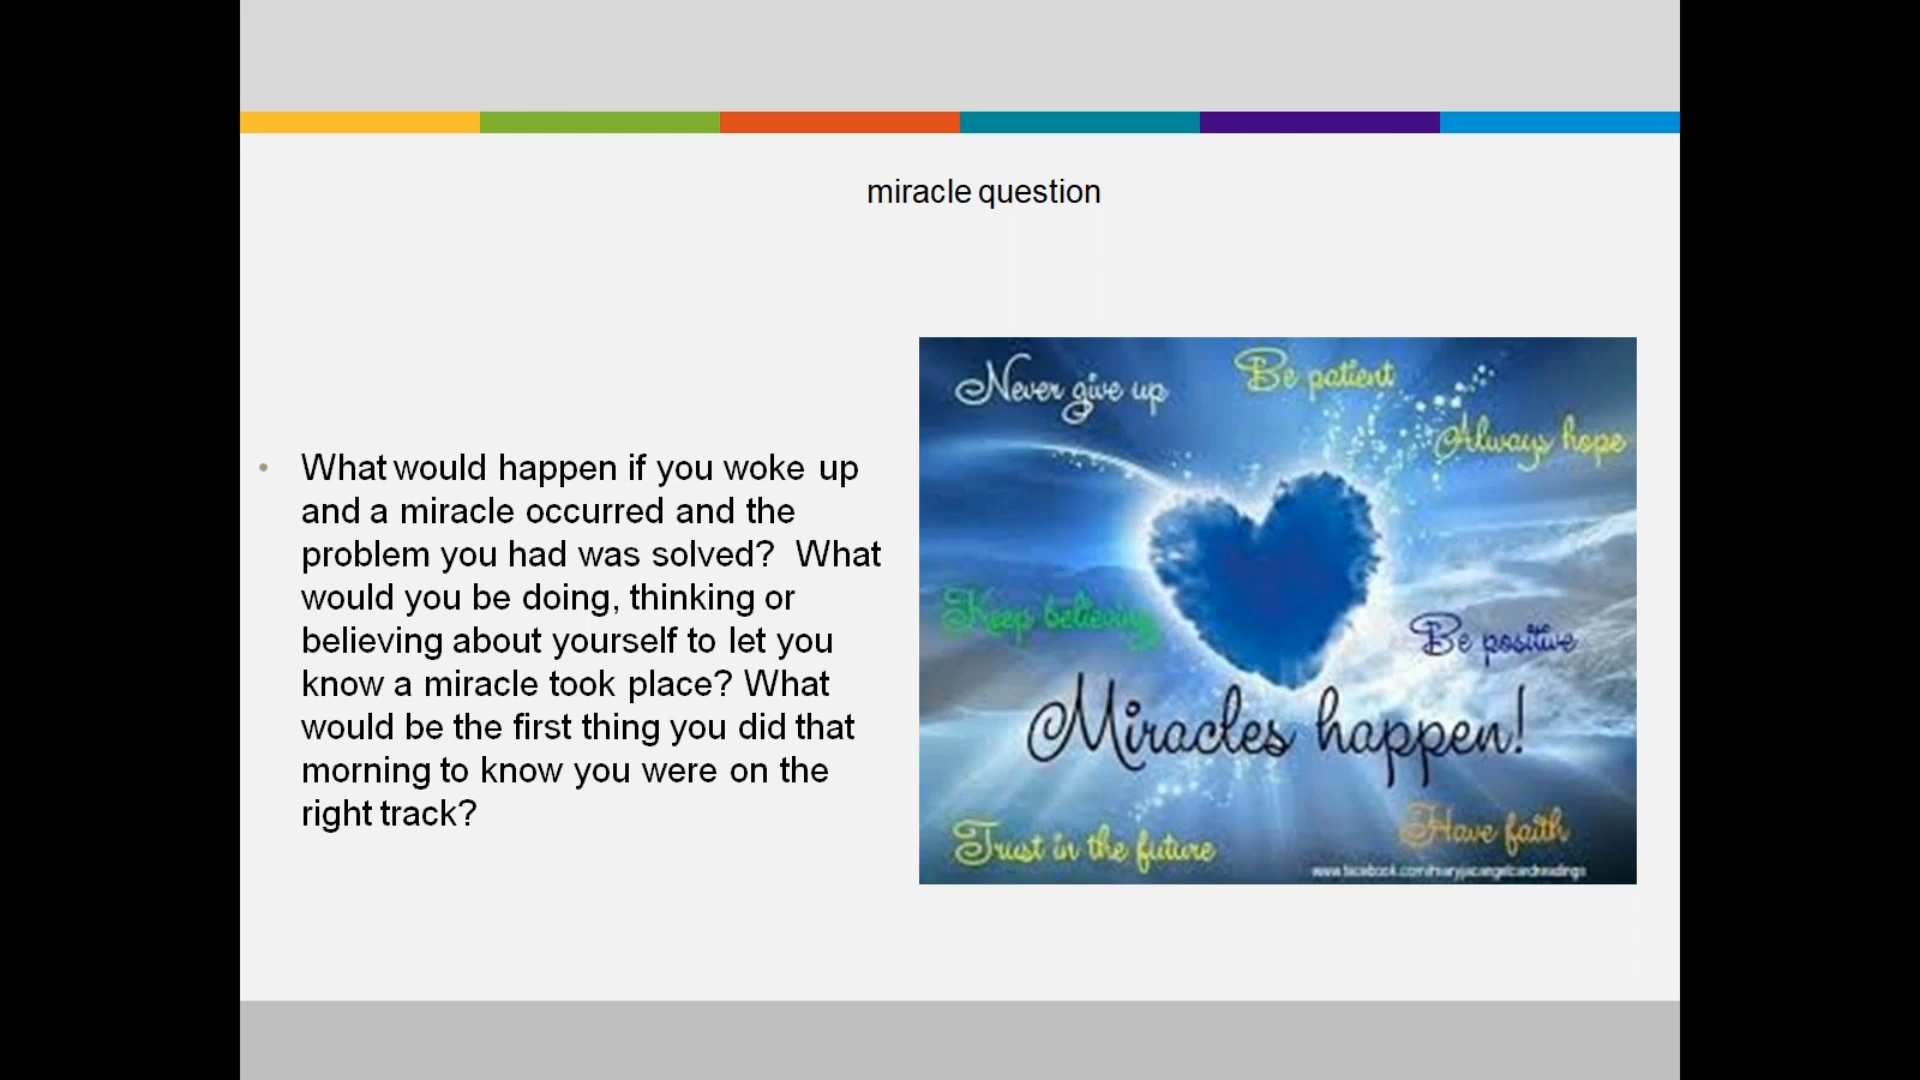 miracle question
• What would happen if you woke up
and a miracle occurred and the
problem you had was solved?  What
would you be doing, thinking or
believing about yourself to let you
know a miracle took place? What
would be the first thing you did that
morning to know you were on the
right track?
Never give up
Be patient
Always hope
Keep believing
Be positive
Miracles happen!
Have faith
Trust in the future